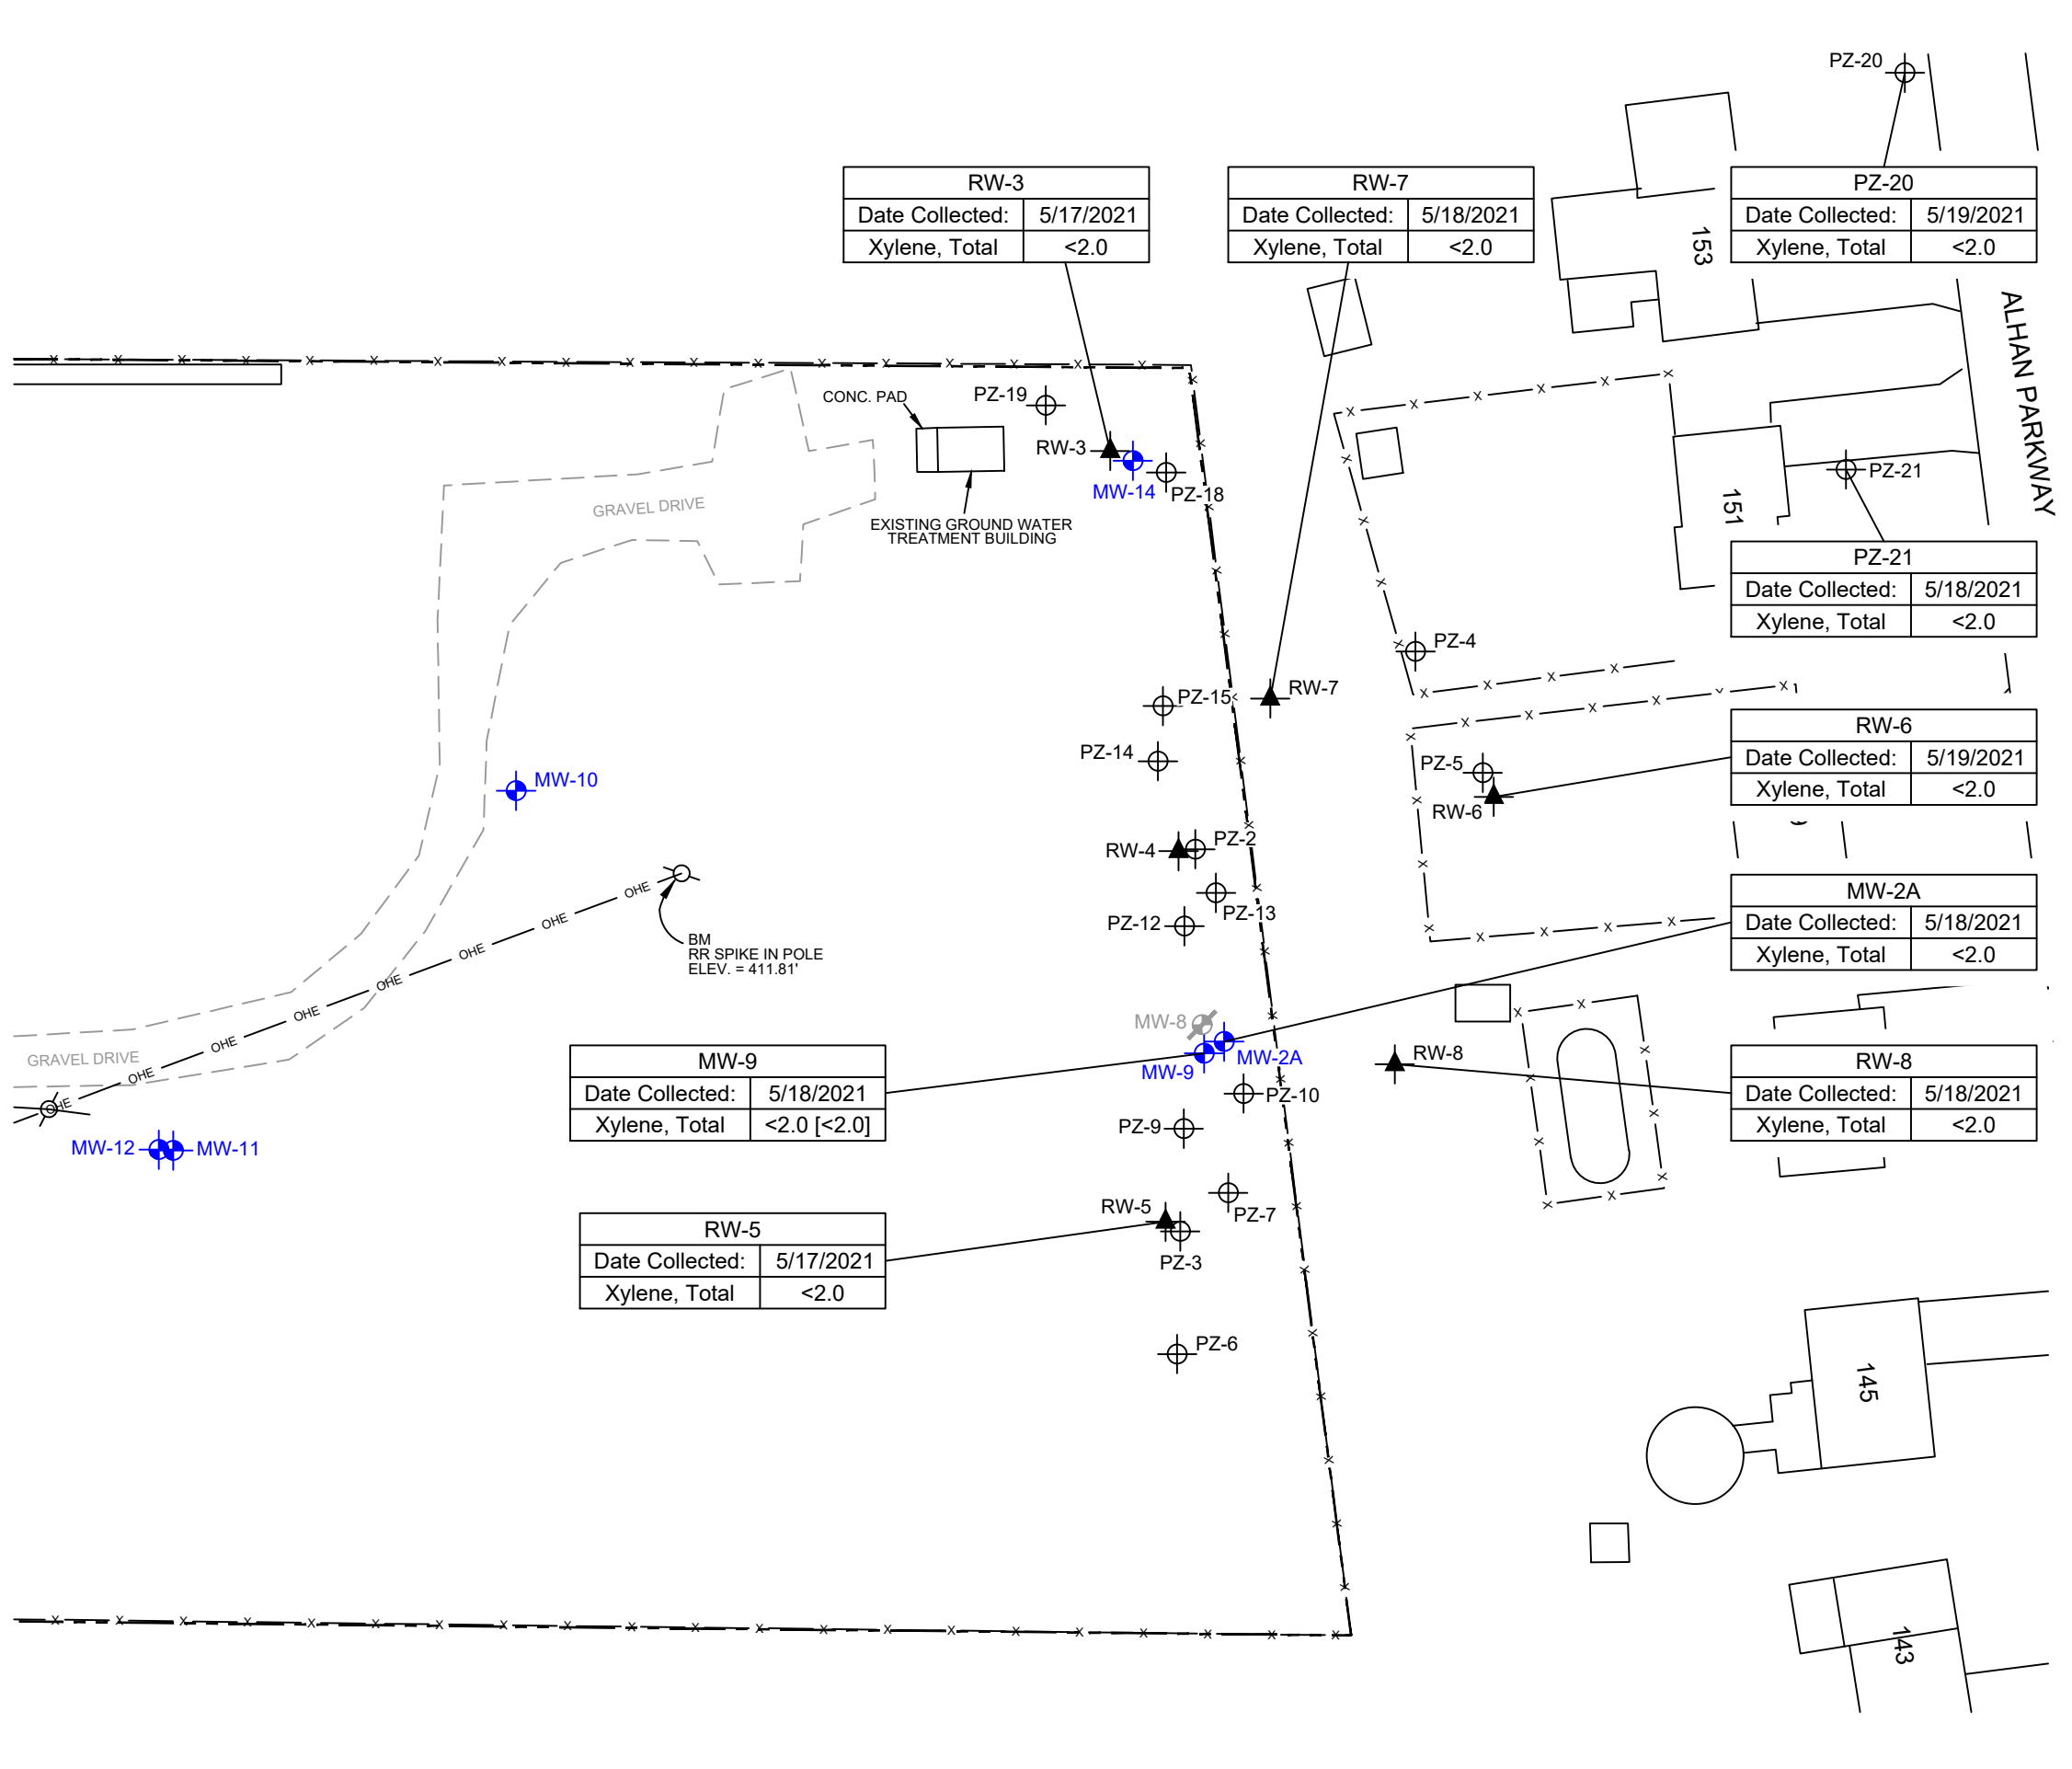 PZ-20
RW-3
Date Collected: 5/17/2021
Xylene, Total <2.0
RW-7
Date Collected: 5/18/2021
Xylene, Total <2.0
PZ-20
Date Collected: 5/19/2021
Xylene, Total <2.0
153
ALHAN PARKWAY
CONC. PAD
PZ-19
RW-3
MW-14
PZ-18
GRAVEL DRIVE
EXISTING GROUND WATER
TREATMENT BUILDING
151
PZ-21
PZ-21
Date Collected: 5/18/2021
Xylene, Total <2.0
PZ-4
PZ-15
RW-7
PZ-14
MW-10
PZ-5
RW-6
RW-6
Date Collected: 5/19/2021
Xylene, Total <2.0
RW-4
PZ-2
PZ-13
PZ-12
OHE
OHE
OHE
OHE
OHE
OHE
OHE
OHE
BM
RR SPIKE IN POLE
ELEV. = 411.81'
MW-2A
Date Collected: 5/18/2021
Xylene, Total <2.0
MW-8
MW-2A
MW-9
RW-8
GRAVEL DRIVE
MW-9
Date Collected: 5/18/2021
Xylene, Total <2.0 [<2.0]
PZ-10
PZ-9
RW-8
Date Collected: 5/18/2021
Xylene, Total <2.0
MW-12
MW-11
RW-5
PZ-7
PZ-3
RW-5
Date Collected: 5/17/2021
Xylene, Total <2.0
PZ-6
145
143